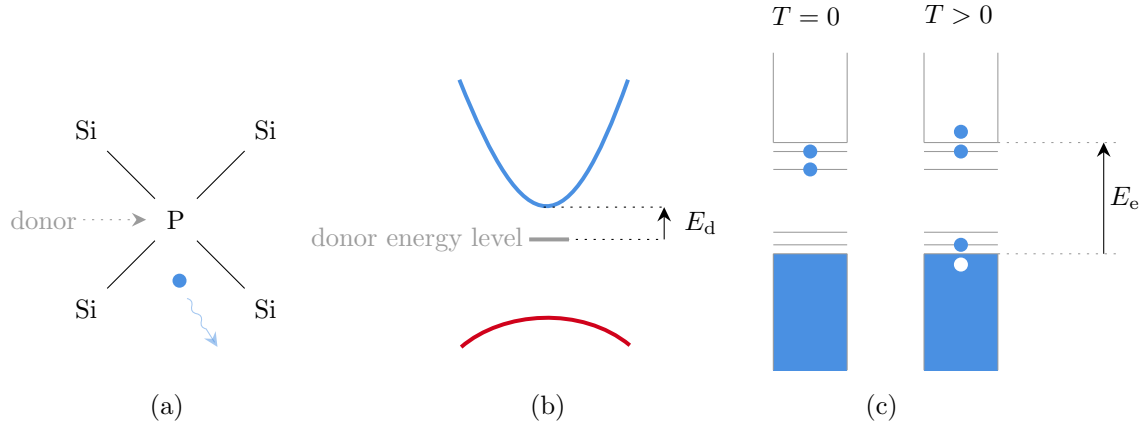 T = 0
T > 0
Si
Si
donor
P
Si
Si
donor energy level
E_d
E_e
(a)
(b)
(c)